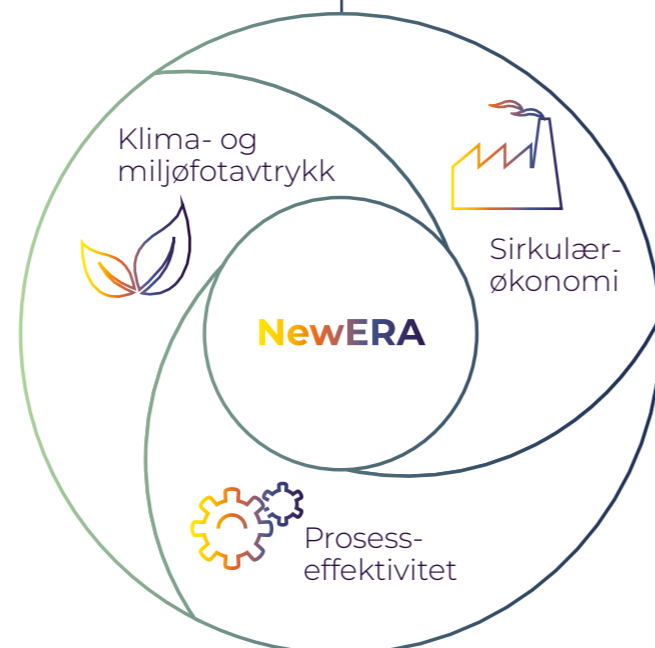 Klima- og
miljøfotavtrykk
Sirkulær-
økonomi
NewERA
Prosess-
effektivitet